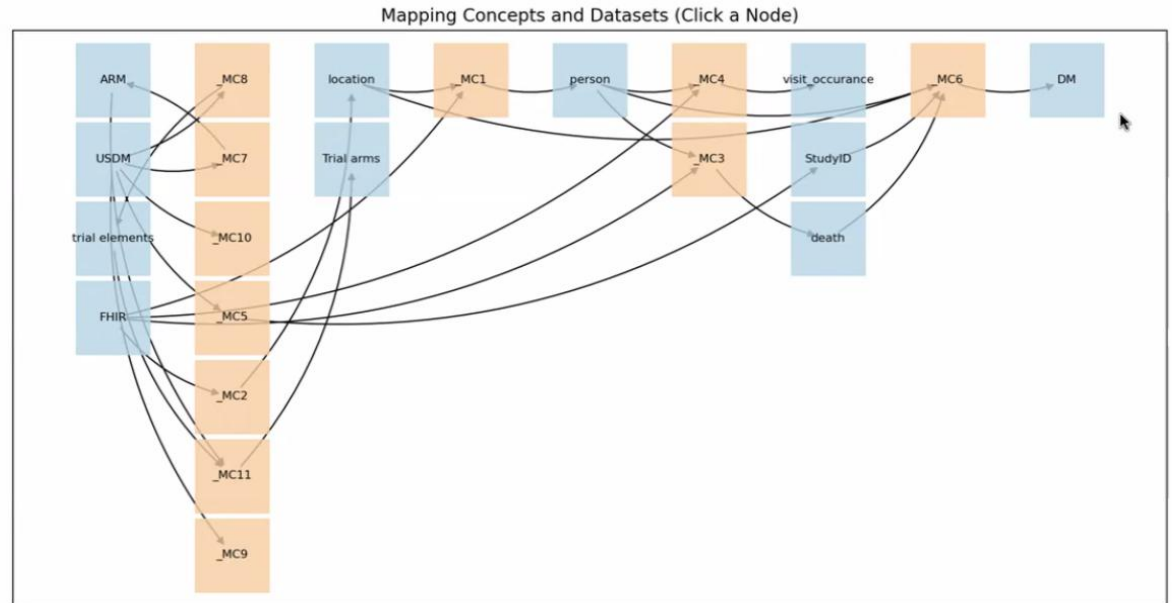 Mapping Concepts and Datasets (Click a Node)
ARM
_MC8
location
_MC1
person
_MC4
visit_occurance
_MC6
DM
USDM
_MC7
Trial arms
_MC3
StudyID
trial elements
_MC10
death
FHIR
_MC5
_MC2
_MC11
_MC9